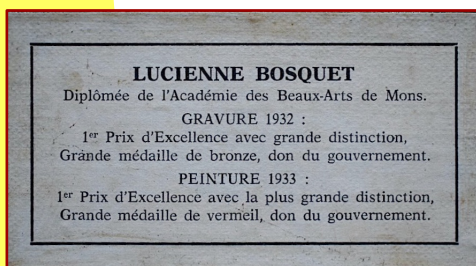 LUCIENNE BOSQUET
Diplômée de l'Académie des Beaux-Arts de Mons.
GRAVURE 1932 :
1er Prix d'Excellence avec grande distinction,
Grande médaille de bronze, don du gouvernement.
PEINTURE 1933 :
1er Prix d'Excellence avec la plus grande distinction,
Grande médaille de vermeil, don du gouvernement.